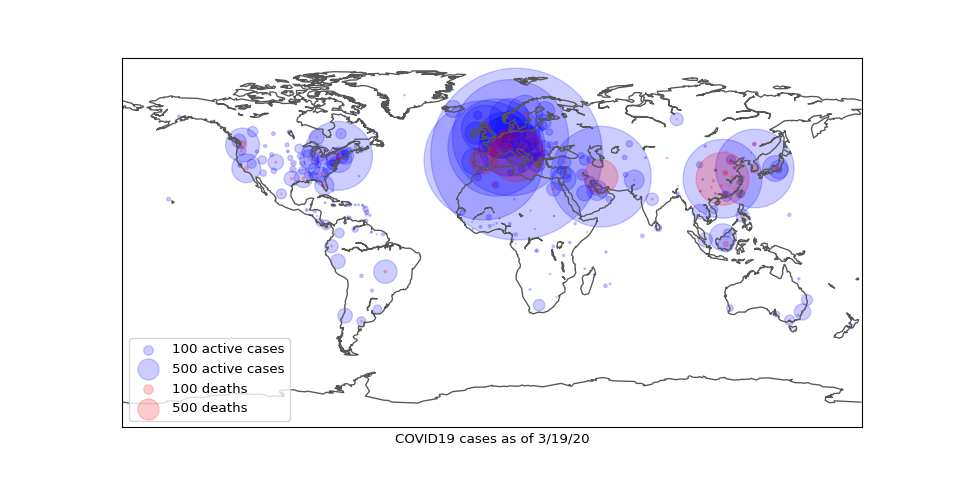 100 active cases
500 active cases
100 deaths
500 deaths
COVID19 cases as of 3/19/20